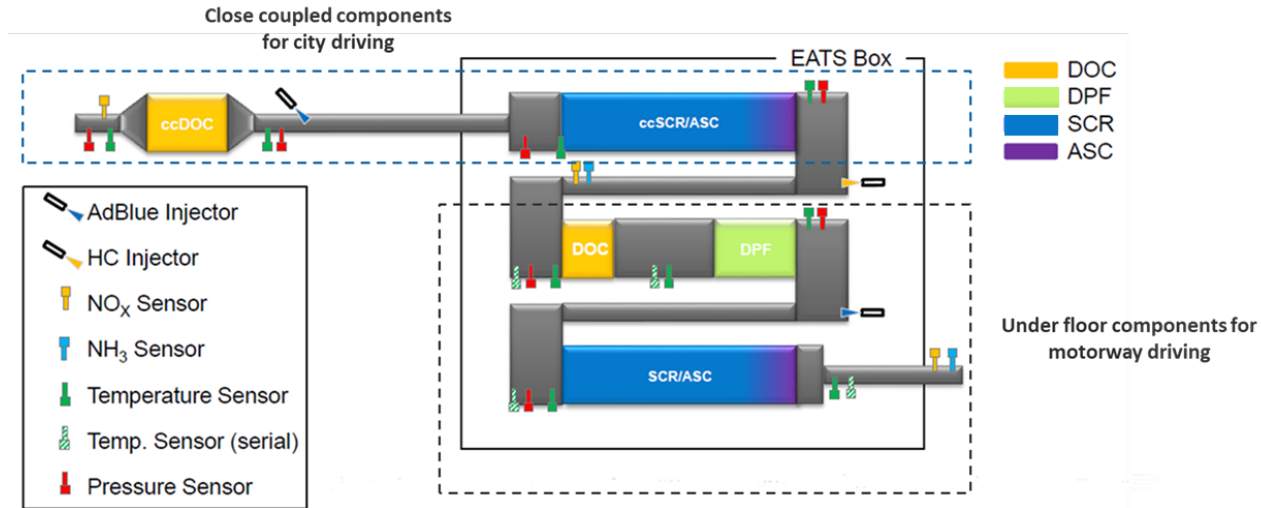 Close coupled components
for city driving
EATS Box
DOC
DPF
SCR
ASC
ccDOC
ccSCR/ASC
AdBlue Injector
HC Injector
NOX Sensor
NH3 Sensor
Temperature Sensor
Temp. Sensor (serial)
Pressure Sensor
DOC
DPF
SCR/ASC
Under floor components for
motorway driving